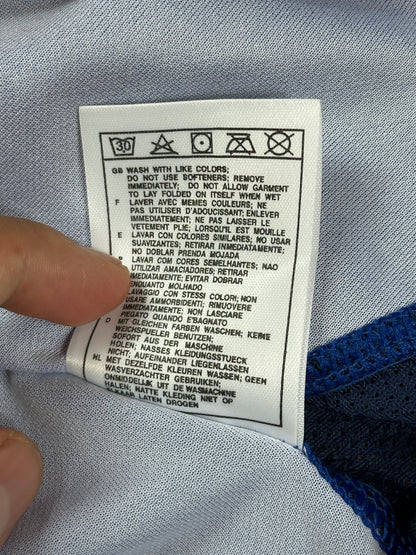 30
GB WASH WITH LIKE COLORS;
DO NOT USE SOFTENERS; REMOVE
IMMEDIATELY; DO NOT ALLOW GARMENT
TO LAY FOLDED ON ITSELF WHEN WET
F LAVER AVEC MEMES COULEURS; NE
PAS UTILISER D'ADOUCISSANT; ENLEVER
IMMEDIATEMENT; NE PAS LAISSER LE
VETEMENT PLIE, LORSQU'IL EST MOUILLE
E LAVAR CON COLORES SIMILARES; NO USAR
SUAVIZANTES; RETIRAR INMEDIATAMENTE;
NO DOBLAR PRENDA MOJADA
LAVAR COM CORES SEMELHANTES; NAO
UTILIZAR AMACIADORES; RETIRAR
IMEDIATAMENTE; EVITAR DOBRAR
ENQUANTO MOLHADO
LAVAGGIO CON STESSI COLORI; NON
USARE AMMORBIDENTI; RIMUOVERE
IMMEDIATAMENTE; NON LASCIARE
PIEGATO QUANDO E'BAGNATO
D MIT GLEICHEN FARBEN WASCHEN; KEINE
WEICHSPUELER BENUTZEN;
SOFORT AUS DER MASCHINE
HOLEN; NASSES KLEIDUNGSSTUECK
NICHT; AUFEINANDER LIEGENLASSEN
NL MET DEZELFDE KLEUREN WASSEN; GEEN
WASVERZACHTER GEBRUIKEN;
ONMIDDELLIJK UIT DE WASMACHINE
HALEN; NATTE KLEDING NIET OP
ELKAAR LATEN DROGEN